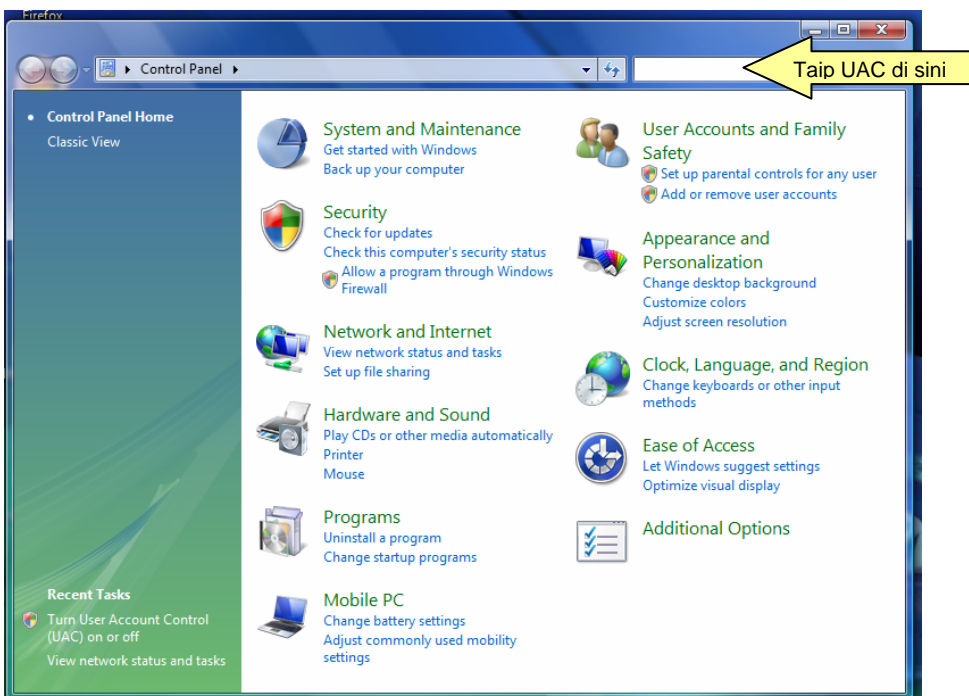 Firefox
Control Panel
Taip UAC di sini
Control Panel Home
Classic View
System and Maintenance
Get started with Windows
Back up your computer
Security
Check for updates
Check this computer's security status
Allow a program through Windows
Firewall
Network and Internet
View network status and tasks
Set up file sharing
Hardware and Sound
Play CDs or other media automatically
Printer
Mouse
Programs
Uninstall a program
Change startup programs
Mobile PC
Change battery settings
Adjust commonly used mobility
settings
User Accounts and Family
Safety
Set up parental controls for any user
Add or remove user accounts
Appearance and
Personalization
Change desktop background
Customize colors
Adjust screen resolution
Clock, Language, and Region
Change keyboards or other input
methods
Ease of Access
Let Windows suggest settings
Optimize visual display
Additional Options
Recent Tasks
Turn User Account Control
(UAC) on or off
View network status and tasks